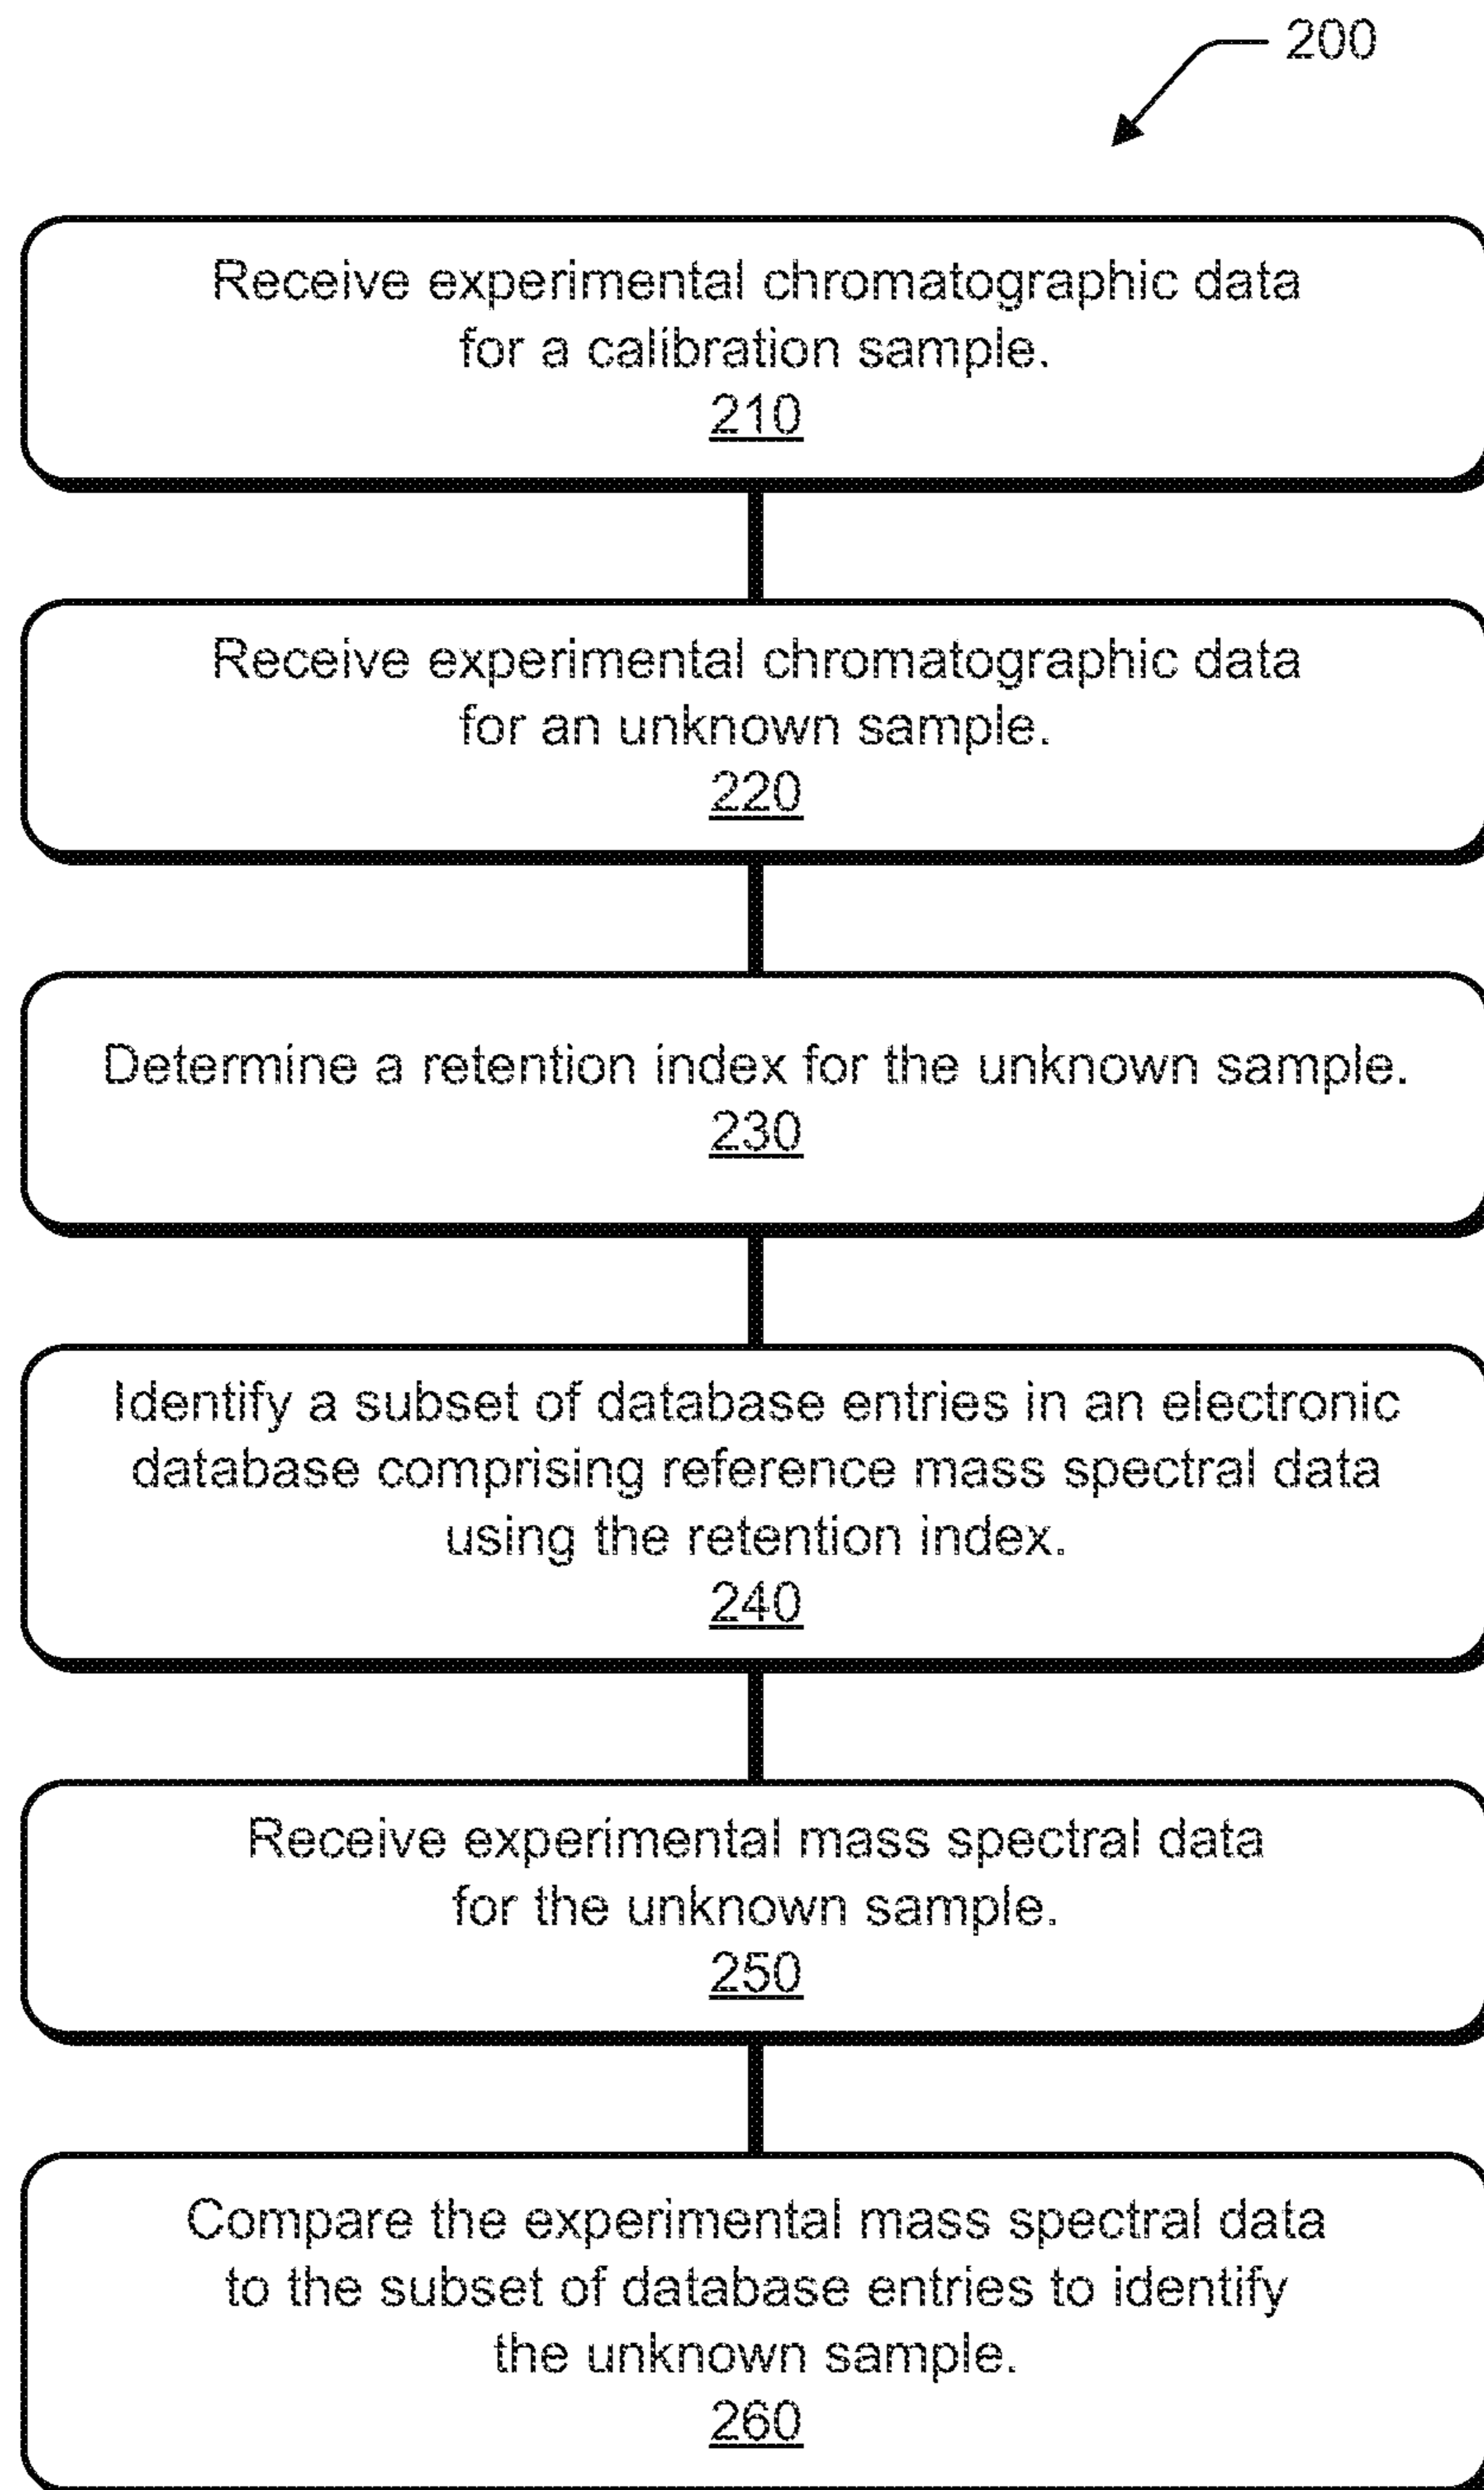 200
Receive experimental chromatographic data
for a calibration sample.
210
Receive experimental chromatographic data
for an unknown sample.
220
Determine a retention index for the unknown sample.
230
Identify a subset of database entries in an electronic
database comprising reference mass spectral data
using the retention index.
240
Receive experimental mass spectral data
for the unknown sample.
250
Compare the experimental mass spectral data
to the subset of database entries to identify
the unknown sample.
260